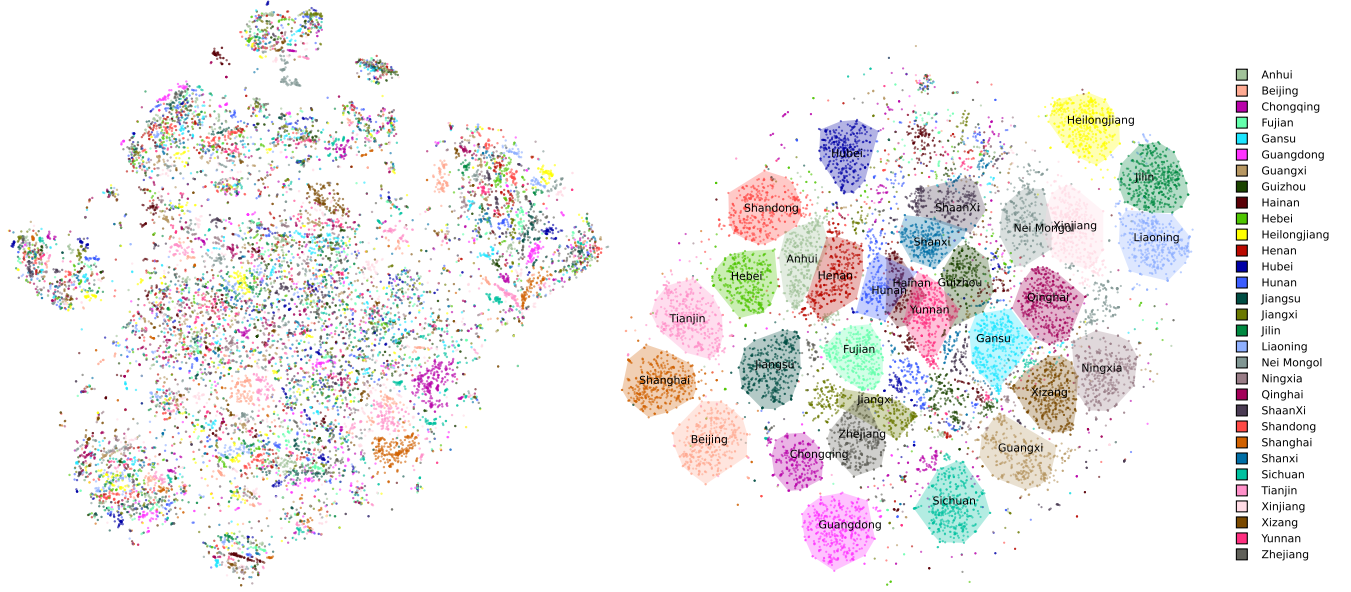 Heilongjiang
Hubei
Jilin
Shandong
ShaanXi
Nei Mongol
Xinjiang
Shanxi
Liaoning
Anhui
Hebei
Henan
Hunan
Hainan
Guizhou
Qinghai
Yunnan
Tianjin
Gansu
Fujian
Jiangsu
Ningxia
Shanghai
Xizang
Jiangxi
Zhejiang
Beijing
Guangxi
Chongqing
Sichuan
Guangdong
Anhui
Beijing
Chongqing
Fujian
Gansu
Guangdong
Guangxi
Guizhou
Hainan
Hebei
Heilongjiang
Henan
Hubei
Hunan
Jiangsu
Jiangxi
Jilin
Liaoning
Nei Mongol
Ningxia
Qinghai
ShaanXi
Shandong
Shanghai
Shanxi
Sichuan
Tianjin
Xinjiang
Xizang
Yunnan
Zhejiang